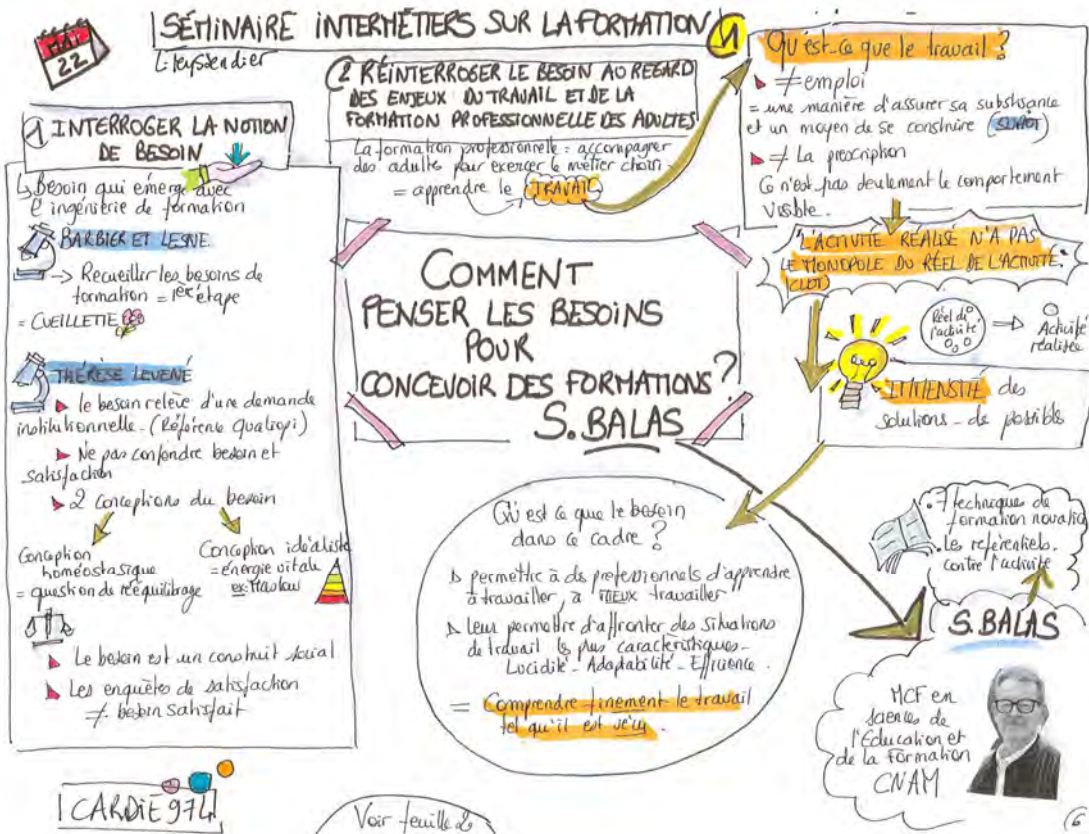 MAI
22
SÉMINAIRE INTERMÉTIERS SUR LA FORMATION
1 INTERROGER LA NOTION
DE BESOIN
↳ Besoin qui émerge avec
l'ingénierie de formation
BARBIER ET LESNE
→ Recueillir les besoins de
formation = 1ère étape
= CUEILLETTE
THÉRÈSE LEVENÉ
le besoin relève d'une demande
institutionnelle - (Référence Qualiopi)
Ne pas confondre besoin et
satisfaction
2 conceptions du besoin
Conception
homéostasique
= question de rééquilibrage
Conception idéaliste
= énergie vitale
ex: Maslow
Le besoin est un construit social
Les enquêtes de satisfaction
≠ besoin satisfait
CARDIE 974
2 RÉINTERROGER LE BESOIN AU REGARD
DES ENJEUX DU TRAVAIL ET DE LA
FORMATION PROFESSIONNELLE DES ADULTES
La formation professionnelle = accompagner
des adultes pour exercer le métier choisi
= apprendre le TRAVAIL
COMMENT
PENSER LES BESOINS
POUR
CONCEVOIR DES FORMATIONS?
S. BALAS
Qu'est-ce que le travail?
≠ emploi
= une manière d'assurer sa subsistance
et un moyen de se construire
≠ La prescription
Ce n'est pas seulement le comportement
visible.
L'ACTIVITÉ RÉALISÉ N'A PAS
LE MONOPOLE DU RÉEL DE L'ACTIVITÉ.
CLOT)
Réel de
l'activité
⇒
Activité
réalisée
IMMENSITÉ des
solutions - de possible
Qu'est ce que le besoin
dans ce cadre?
permettre à des professionnels d'apprendre
à travailler, à MIEUX travailler
Leur permettre d'affronter des situations
de travail les plus caractéristiques-
Lucidité - Adaptabilité - Efficience.
= Comprendre finement le travail
tel qu'il est vécu.
Voir feuille 2
7 techniques de
formation
Les référentiels.
contre l'activité
S. BALAS
MCF en
Sciences de
l'Education et
de la Formation
CNAM